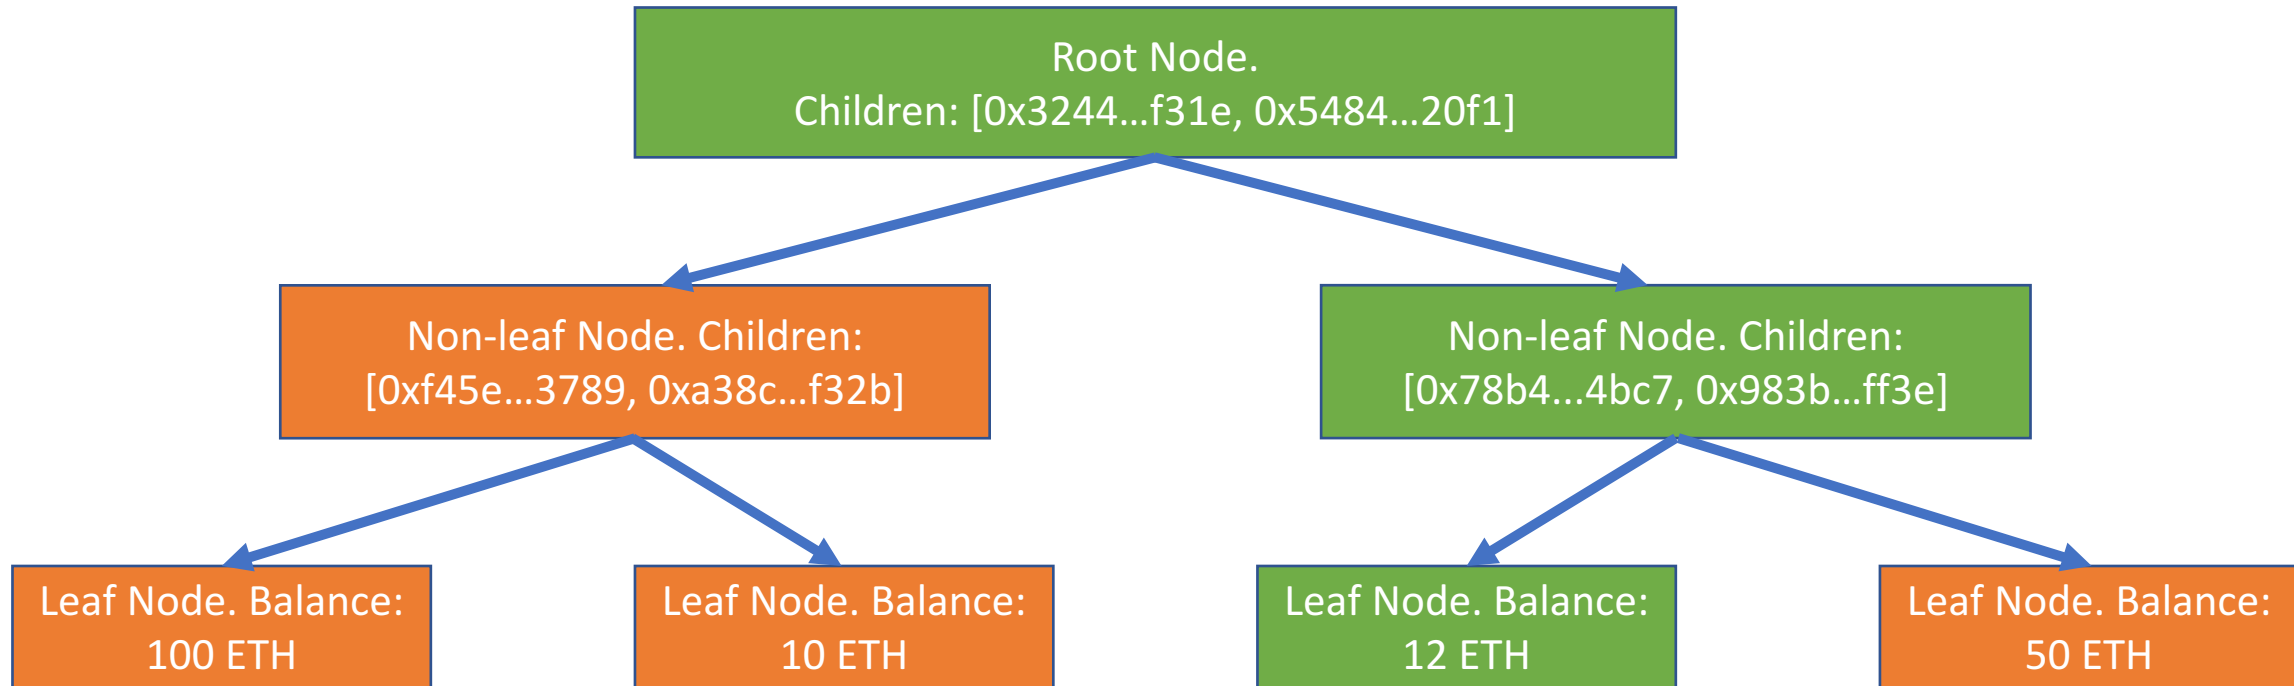 Root Node.
Children: [0x3244…f31e, 0x5484…20f1]
Non-leaf Node. Children:
[0xf45e…3789, 0xa38c…f32b]
Non-leaf Node. Children:
[0x78b4...4bc7, 0x983b…ff3e]
Leaf Node. Balance:
100 ETH
Leaf Node. Balance:
10 ETH
Leaf Node. Balance:
12 ETH
Leaf Node. Balance:
50 ETH